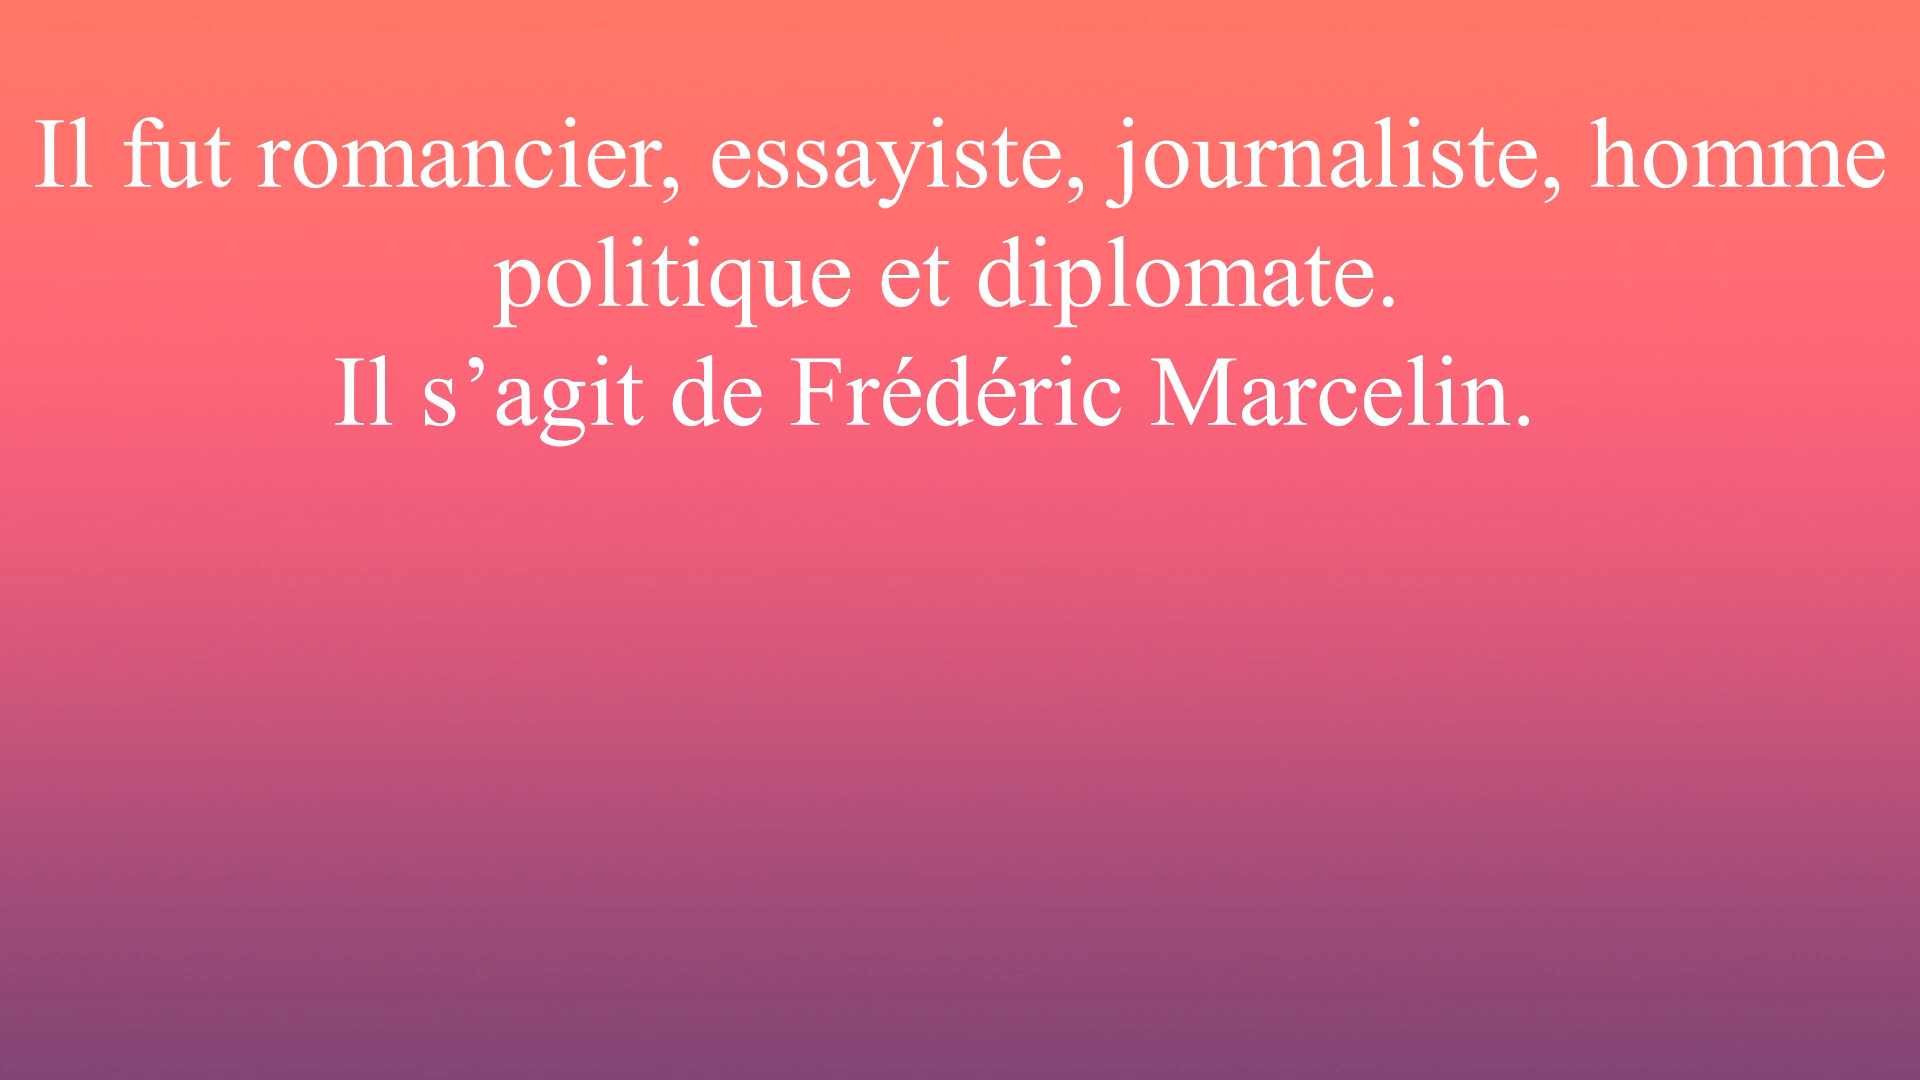 Il fut romancier, essayiste, journaliste, homme
politique et diplomate.
Il s’agit de Frédéric Marcelin.